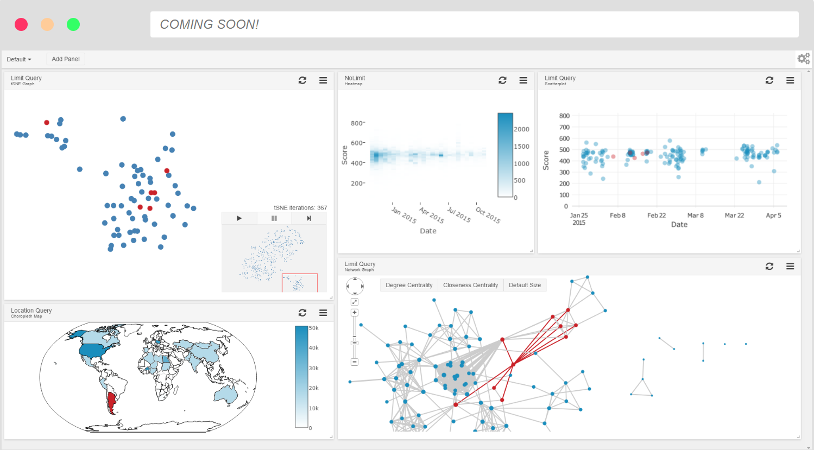 COMING SOON!
Default
Add Panel
Limit Query
tSNE Graph
tSNE iterations: 367
NoLimit
Heatmap
Score
800
600
400
200
Jan 2015
Apr 2015
Jul 2015
Oct 2015
Date
2000
1500
1000
500
0
Limit Query
Scatterplot
Score
800
700
600
500
400
300
200
100
0
Jan 25
2015
Feb 8
Feb 22
Mar 8
Mar 22
Apr 5
Date
Location Query
Choropleth Map
50k
40k
30k
20k
10k
0
Limit Query
Network Graph
Degree Centrality
Closeness Centrality
Default Size